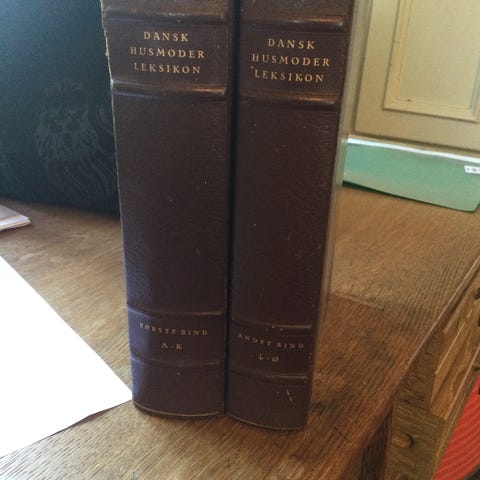 DANSK
HUSMODER
LEKSIKON
FØRSTE BIND
A-K
DANSK
HUSMODER
LEKSIKON
ANDET BIND
L-Ø